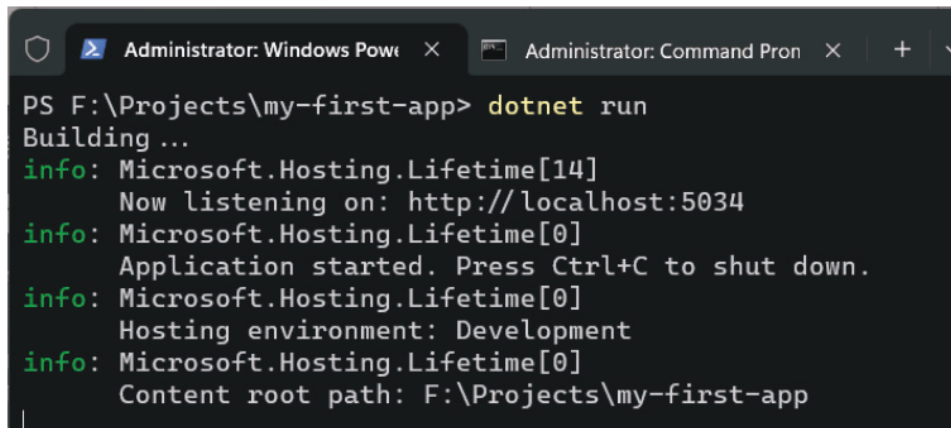 Administrator: Windows Powe
Administrator: Command Pron
PS F:\Projects\my-first-app> dotnet run
Building...
info: Microsoft.Hosting.Lifetime[14]
      Now listening on: http://localhost:5034
info: Microsoft.Hosting.Lifetime[0]
      Application started. Press Ctrl+C to shut down.
info: Microsoft.Hosting.Lifetime[0]
      Hosting environment: Development
info: Microsoft.Hosting.Lifetime[0]
      Content root path: F:\Projects\my-first-app